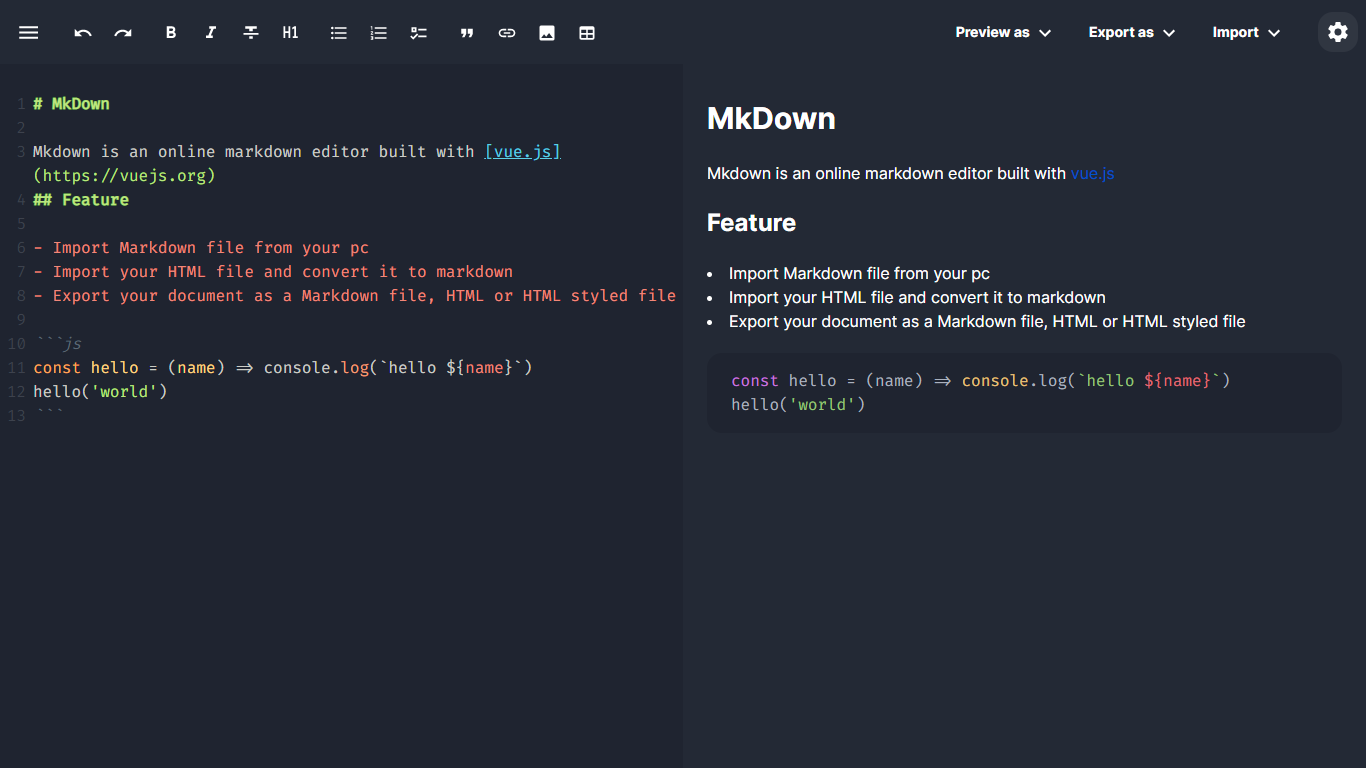 B I H1 Preview as Export as Import
1 # MkDown
2
3 Mkdown is an online markdown editor built with [vue.js]
(https://vuejs.org)
4 ## Feature
5
6 - Import Markdown file from your pc
7 - Import your HTML file and convert it to markdown
8 - Export your document as a Markdown file, HTML or HTML styled file
9
10 ```js
11 const hello = (name) => console.log(`hello ${name}`)
12 hello('world')
13 ```
MkDown
Mkdown is an online markdown editor built with vue.js
Feature
• Import Markdown file from your pc
• Import your HTML file and convert it to markdown
• Export your document as a Markdown file, HTML or HTML styled file
const hello = (name) => console.log(`hello ${name}`)
hello('world')